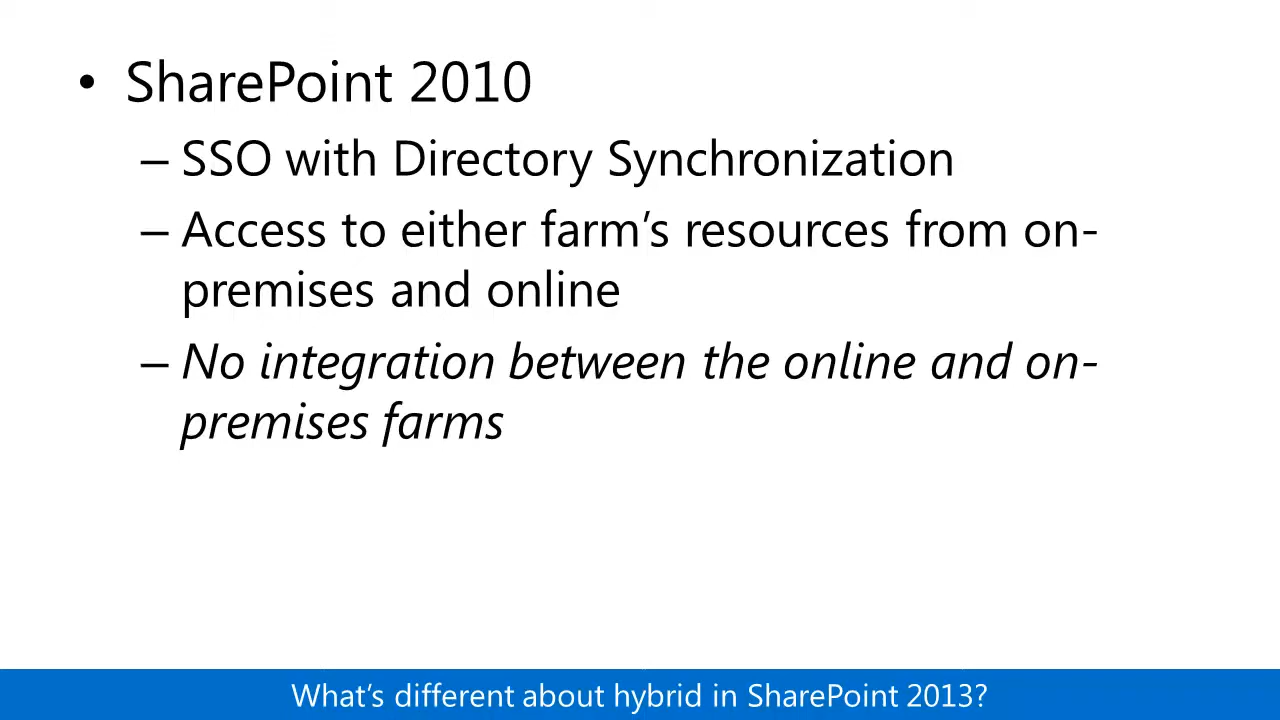 • SharePoint 2010
– SSO with Directory Synchronization
– Access to either farm’s resources from on-
premises and online
– No integration between the online and on-
premises farms
What’s different about hybrid in SharePoint 2013?